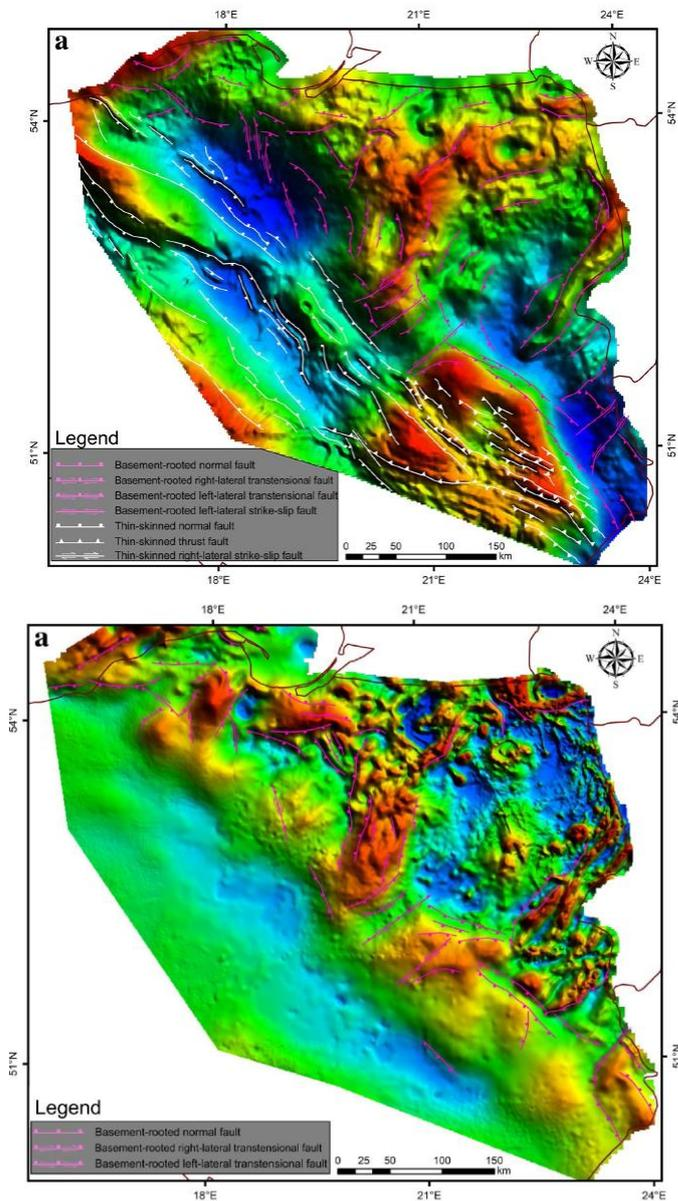 18°E 21°E 24°E
a
N
W E
S
54°N 54°N
51°N 51°N
Legend
Basement-rooted normal fault
Basement-rooted right-lateral transtensional fault
Basement-rooted left-lateral transtensional fault
Basement-rooted left-lateral strike-slip fault
Thin-skinned normal fault
Thin-skinned thrust fault
Thin-skinned right-lateral strike-slip fault
0 25 50 100 150
km
18°E 21°E 24°E
18°E 21°E 24°E
a
N
W E
S
54°N 54°N
51°N 51°N
Legend
Basement-rooted normal fault
Basement-rooted right-lateral transtensional fault
Basement-rooted left-lateral transtensional fault
0 25 50 100 150
km
18°E 21°E 24°E